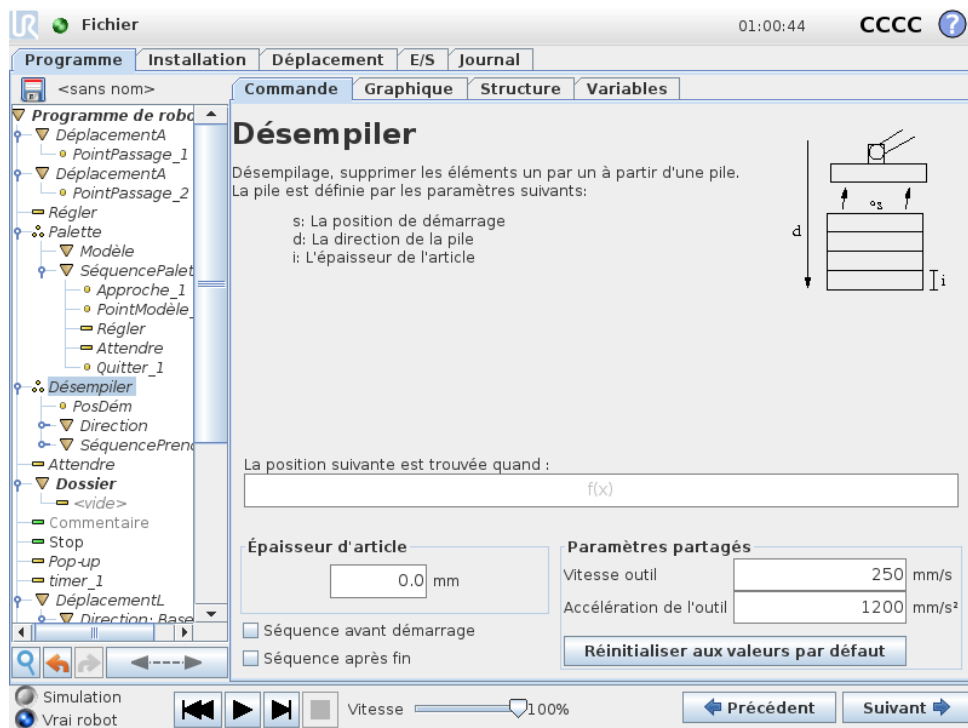 UR Fichier 01:00:44 CCCC ?
Programme Installation Déplacement E/S Journal
<sans nom>
Commande Graphique Structure Variables
Programme de robo
DéplacementA
PointPassage_1
DéplacementA
PointPassage_2
Régler
Palette
Modèle
SéquencePalet
Approche_1
PointModèle_
Régler
Attendre
Quitter_1
Désempiler
PosDém
Direction
SéquencePren
Attendre
Dossier
<vide>
Commentaire
Stop
Pop-up
timer_1
DéplacementL
Direction: Base
Désempiler
Désempilage, supprimer les éléments un par un à partir d'une pile.
La pile est définie par les paramètres suivants:
s: La position de démarrage
d: La direction de la pile
i: L'épaisseur de l'article
s
d
i
La position suivante est trouvée quand :
f(x)
Épaisseur d'article
0.0 mm
Séquence avant démarrage
Séquence après fin
Paramètres partagés
Vitesse outil 250 mm/s
Accélération de l'outil 1200 mm/s²
Réinitialiser aux valeurs par défaut
Simulation
Vrai robot
Vitesse 100%
Précédent Suivant